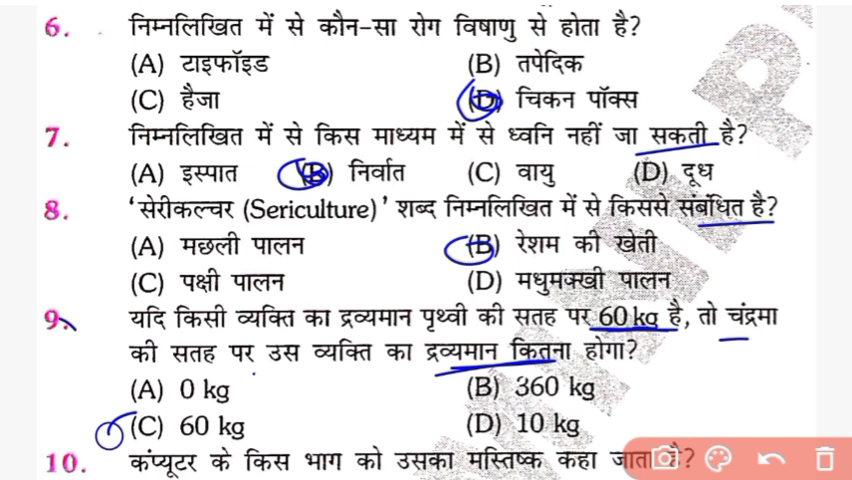 6. निम्नलिखित में से कौन-सा रोग विषाणु से होता है?
(A) टाइफॉइड (B) तपेदिक
(C) हैजा (D) चिकन पॉक्स
7. निम्नलिखित में से किस माध्यम में से ध्वनि नहीं जा सकती है?
(A) इस्पात (B) निर्वात (C) वायु (D) दूध
8. ‘सेरीकल्चर (Sericulture)’ शब्द निम्नलिखित में से किससे संबंधित है?
(A) मछली पालन (B) रेशम की खेती
(C) पक्षी पालन (D) मधुमक्खी पालन
9. यदि किसी व्यक्ति का द्रव्यमान पृथ्वी की सतह पर 60 kg है, तो चंद्रमा
की सतह पर उस व्यक्ति का द्रव्यमान कितना होगा?
(A) 0 kg (B) 360 kg
(C) 60 kg (D) 10 kg
10. कंप्यूटर के किस भाग को उसका मस्तिष्क कहा जाता है?